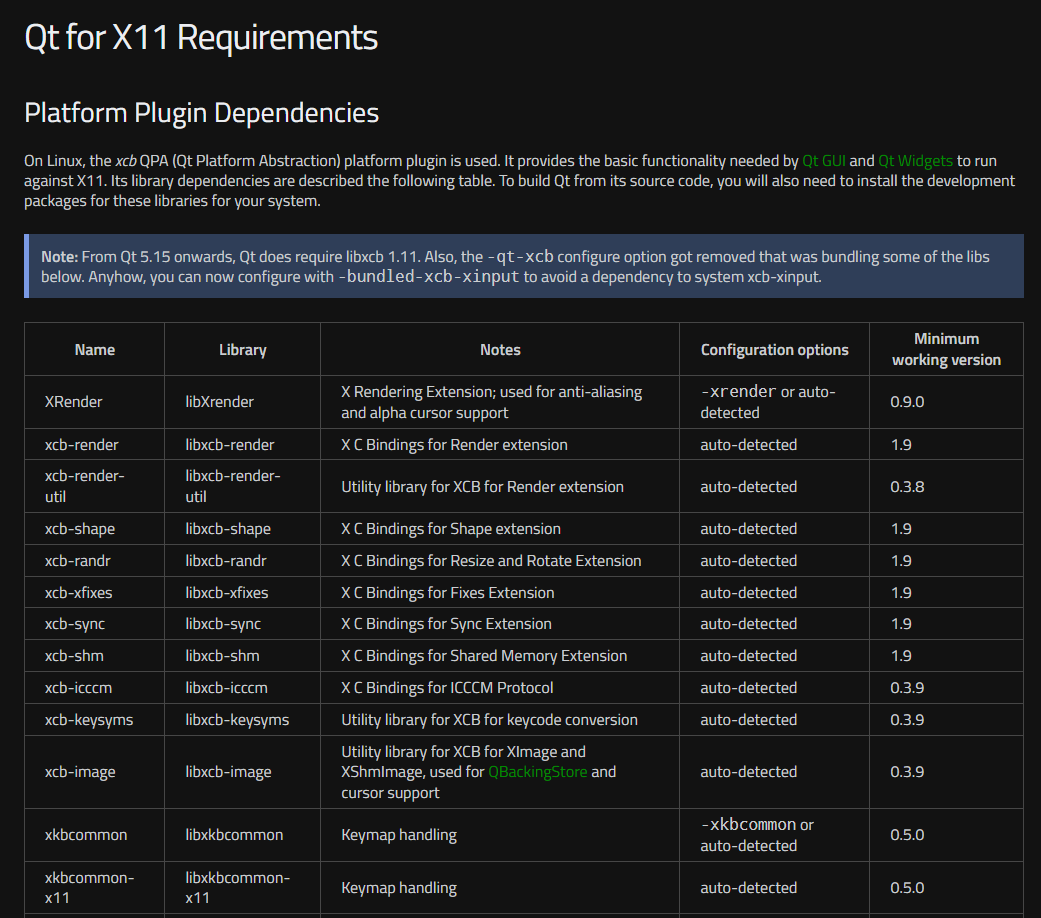 Qt for X11 Requirements
Platform Plugin Dependencies
On Linux, the xcb QPA (Qt Platform Abstraction) platform plugin is used. It provides the basic functionality needed by Qt GUI and Qt Widgets to run
against X11. Its library dependencies are described the following table. To build Qt from its source code, you will also need to install the development
packages for these libraries for your system.
Note: From Qt 5.15 onwards, Qt does require libxcb 1.11. Also, the -qt-xcb configure option got removed that was bundling some of the libs
below. Anyhow, you can now configure with -bundled-xcb-xinput to avoid a dependency to system xcb-xinput.
Name Library Notes Configuration options Minimum
working version
XRender libXrender X Rendering Extension; used for anti-aliasing -xrender or auto- 0.9.0
and alpha cursor support detected
xcb-render libxcb-render X C Bindings for Render extension auto-detected 1.9
xcb-render- libxcb-render- Utility library for XCB for Render extension auto-detected 0.3.8
util util
xcb-shape libxcb-shape X C Bindings for Shape extension auto-detected 1.9
xcb-randr libxcb-randr X C Bindings for Resize and Rotate Extension auto-detected 1.9
xcb-xfixes libxcb-xfixes X C Bindings for Fixes Extension auto-detected 1.9
xcb-sync libxcb-sync X C Bindings for Sync Extension auto-detected 1.9
xcb-shm libxcb-shm X C Bindings for Shared Memory Extension auto-detected 1.9
xcb-icccm libxcb-icccm X C Bindings for ICCCM Protocol auto-detected 0.3.9
xcb-keysyms libxcb-keysyms Utility library for XCB for keycode conversion auto-detected 0.3.9
Utility library for XCB for XImage and
xcb-image libxcb-image XShmImage, used for QBackingStore and auto-detected 0.3.9
cursor support
xkbcommon libxkbcommon Keymap handling -xkbcommon or 0.5.0
auto-detected
xkbcommon- libxkbcommon- Keymap handling auto-detected 0.5.0
x11 x11